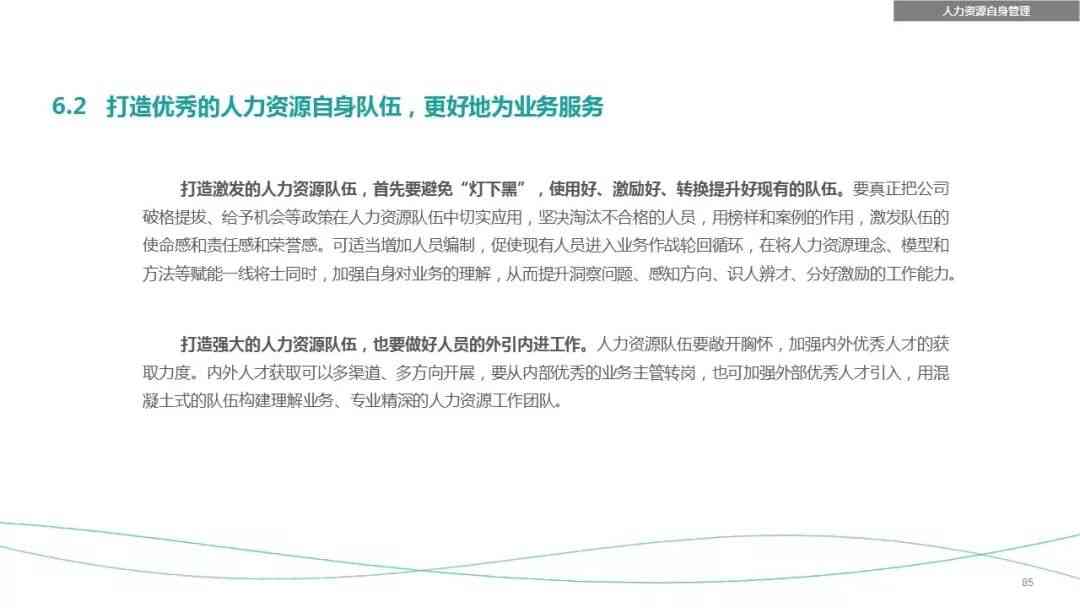 人力资源自身管理
6.2 打造优秀的人力资源自身队伍，更好地为业务服务
打造激发的人力资源队伍，首先要避免“灯下黑”，使用好、激励好、转换提升好现有的队伍。要真正把公司
破格提拔、给予机会等政策在人力资源队伍中切实应用，坚决淘汰不合格的人员，用榜样和案例的作用，激发队伍的
使命感和责任感和荣誉感。可适当增加人员编制，促使现有人员进入业务作战轮回循环，在将人力资源理念、模型和
方法等赋能一线将士同时，加强自身对业务的理解，从而提升洞察问题、感知方向、识人辨才、分好激励的工作能力。
打造强大的人力资源队伍，也要做好人员的外引内进工作。人力资源队伍要敞开胸怀，加强内外优秀人才的获
取力度。内外人才获取可以多渠道、多方向开展，要从内部优秀的业务主管转岗，也可加强外部优秀人才引入，用混
凝土式的队伍构建理解业务、专业精深的人力资源工作团队。
85